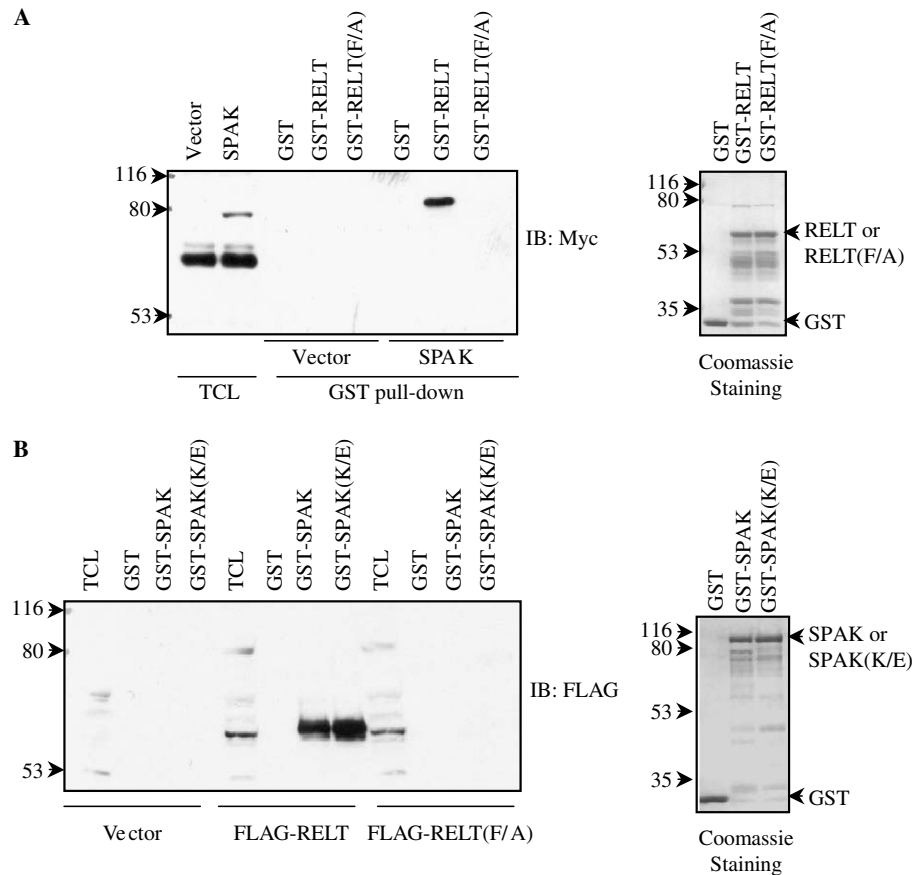 A
Vector
SPAK
GST
GST-RELT
GST-RELT(F/A)
GST
GST-RELT
GST-RELT(F/A)
116
80
53
IB: Myc
Vector
SPAK
TCL
GST pull-down
GST
GST-RELT
GST-RELT(F/A)
116
80
53
35
RELT or
RELT(F/A)
GST
Coomassie
Staining
B
TCL
GST
GST-SPAK
GST-SPAK(K/E)
TCL
GST
GST-SPAK
GST-SPAK(K/E)
TCL
GST
GST-SPAK
GST-SPAK(K/E)
116
80
53
IB: FLAG
Vector
FLAG-RELT
FLAG-RELT(F/A)
GST
GST-SPAK
GST-SPAK(K/E)
116
80
53
35
SPAK or
SPAK(K/E)
GST
Coomassie
Staining